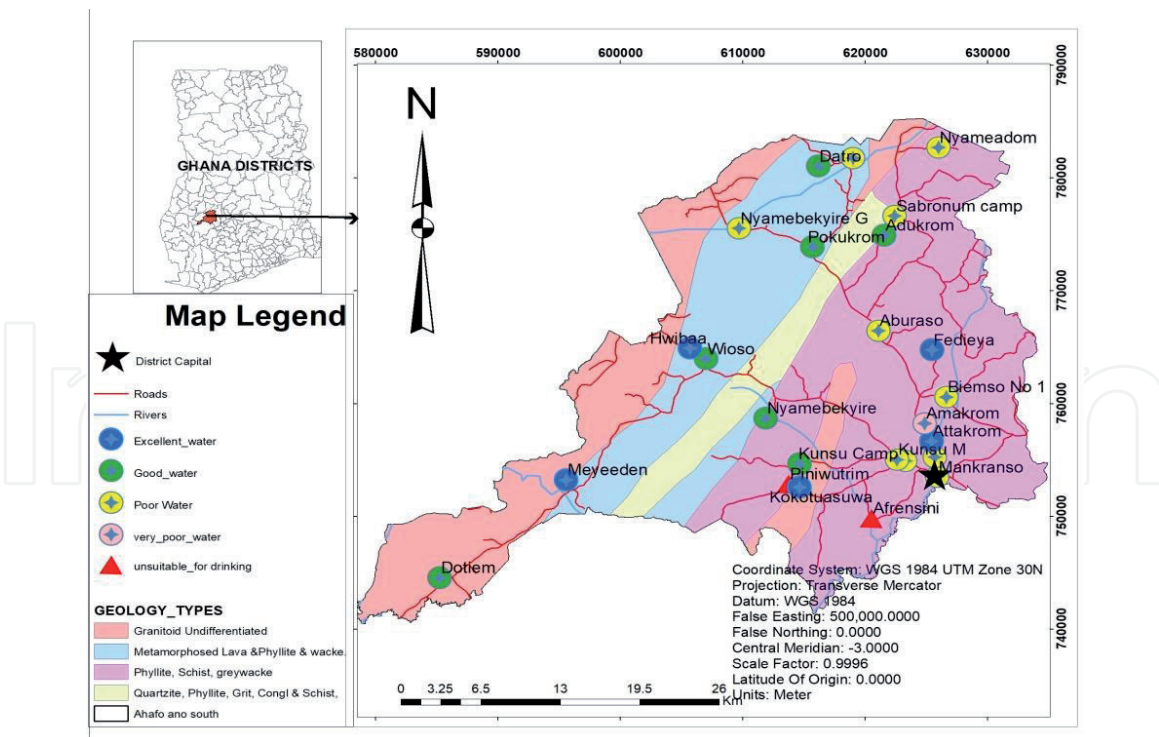 580000 590000 600000 610000 620000 630000
790000
780000
770000
760000
750000
740000
GHANA DISTRICTS
N
Nyameadom
Datro
Sabronum camp
Nyamebekyire G
Adukrom
Pokukrom
Aburaso
Hwibaa
Fedieya
Wioso
Biemso No 1
Nyamebekyire
Amakrom
Attakrom
Kunsu Camp
Kunsu M
Meyeeden
Piniwutrim
Mankranso
Kokotuasuwa
Afrensini
Dotiem
Map Legend
District Capital
Roads
Rivers
Excellent_water
Good_water
Poor Water
very_poor_water
unsuitable_for drinking
GEOLOGY_TYPES
Granitoid Undifferentiated
Metamorphosed Lava &Phyllite & wacke.
Phyllite, Schist, greywacke
Quartzite, Phyllite, Grit, Congl & Schist,
Ahafo ano south
Coordinate System: WGS 1984 UTM Zone 30N
Projection: Transverse Mercator
Datum: WGS 1984
False Easting: 500,000.0000
False Northing: 0.0000
Central Meridian: -3.0000
Scale Factor: 0.9996
Latitude Of Origin: 0.0000
Units: Meter
0 3.25 6.5 13 19.5 26
Km